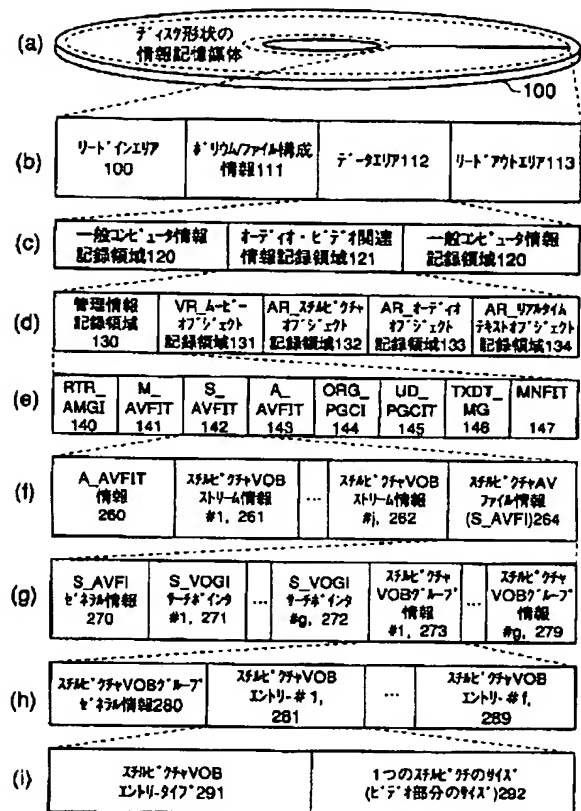 (a)
ディスク形状の
情報記憶媒体
100
(b)
リードインエリア
100
ボリウム/ファイル構成
情報111
データエリア112
リードアウトエリア113
(c)
一般コンピュータ情報
記録領域120
オーディオ・ビデオ関連
情報記録領域121
一般コンピュータ情報
記録領域120
(d)
管理情報
記録領域
130
VR_ムービー
オブジェクト
記録領域131
AR_スチルピクチャ
オブジェクト
記録領域132
AR_オーディオ
オブジェクト
記録領域133
AR_リアルタイム
テキストオブジェクト
記録領域134
(e)
RTR_
AMGI
140
M_
AVFIT
141
S_
AVFIT
142
A_
AVFIT
143
ORG_
PGCI
144
UD_
PGCIT
145
TXDT_
MG
146
MNFIT
147
(f)
A_AVFIT
情報
260
スチルピクチャVOB
ストリーム情報
#1, 261
...
スチルピクチャVOB
ストリーム情報
#j, 262
スチルピクチャAV
ファイル情報
(S_AVFI)264
(g)
S_AVFI
ゼネラル情報
270
S_VOGI
サーチポインタ
#1, 271
...
S_VOGI
サーチポインタ
#g, 272
スチルピクチャ
VOBグループ
情報
#1, 273
...
スチルピクチャ
VOBグループ
情報
#g, 279
(h)
スチルピクチャVOBグループ
ゼネラル情報280
スチルピクチャVOB
エントリー#1,
281
...
スチルピクチャVOB
エントリー#f,
289
(i)
スチルピクチャVOB
エントリータイプ291
1つのスチルピクチのサイズ
(ビデオ部分のサイズ)292